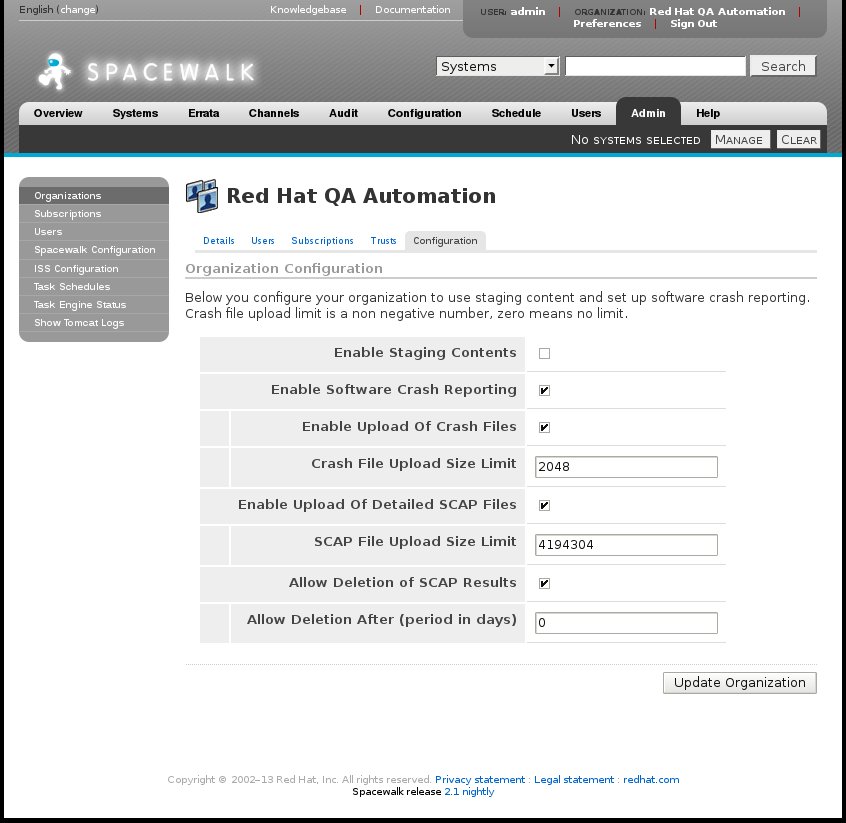 English (change)
Knowledgebase | Documentation
USER: admin | ORGANIZATION: Red Hat QA Automation |
Preferences | Sign Out
SPACEWALK
Systems
Search
Overview Systems Errata Channels Audit Configuration Schedule Users Admin Help
NO SYSTEMS SELECTED MANAGE CLEAR
Organizations
Subscriptions
Users
Spacewalk Configuration
ISS Configuration
Task Schedules
Task Engine Status
Show Tomcat Logs
Red Hat QA Automation
Details Users Subscriptions Trusts Configuration
Organization Configuration
Below you configure your organization to use staging content and set up software crash reporting.
Crash file upload limit is a non negative number, zero means no limit.
Enable Staging Contents
Enable Software Crash Reporting
Enable Upload Of Crash Files
Crash File Upload Size Limit 2048
Enable Upload Of Detailed SCAP Files
SCAP File Upload Size Limit 4194304
Allow Deletion of SCAP Results
Allow Deletion After (period in days) 0
Update Organization
Copyright © 2002–13 Red Hat, Inc. All rights reserved. Privacy statement : Legal statement : redhat.com
Spacewalk release 2.1 nightly